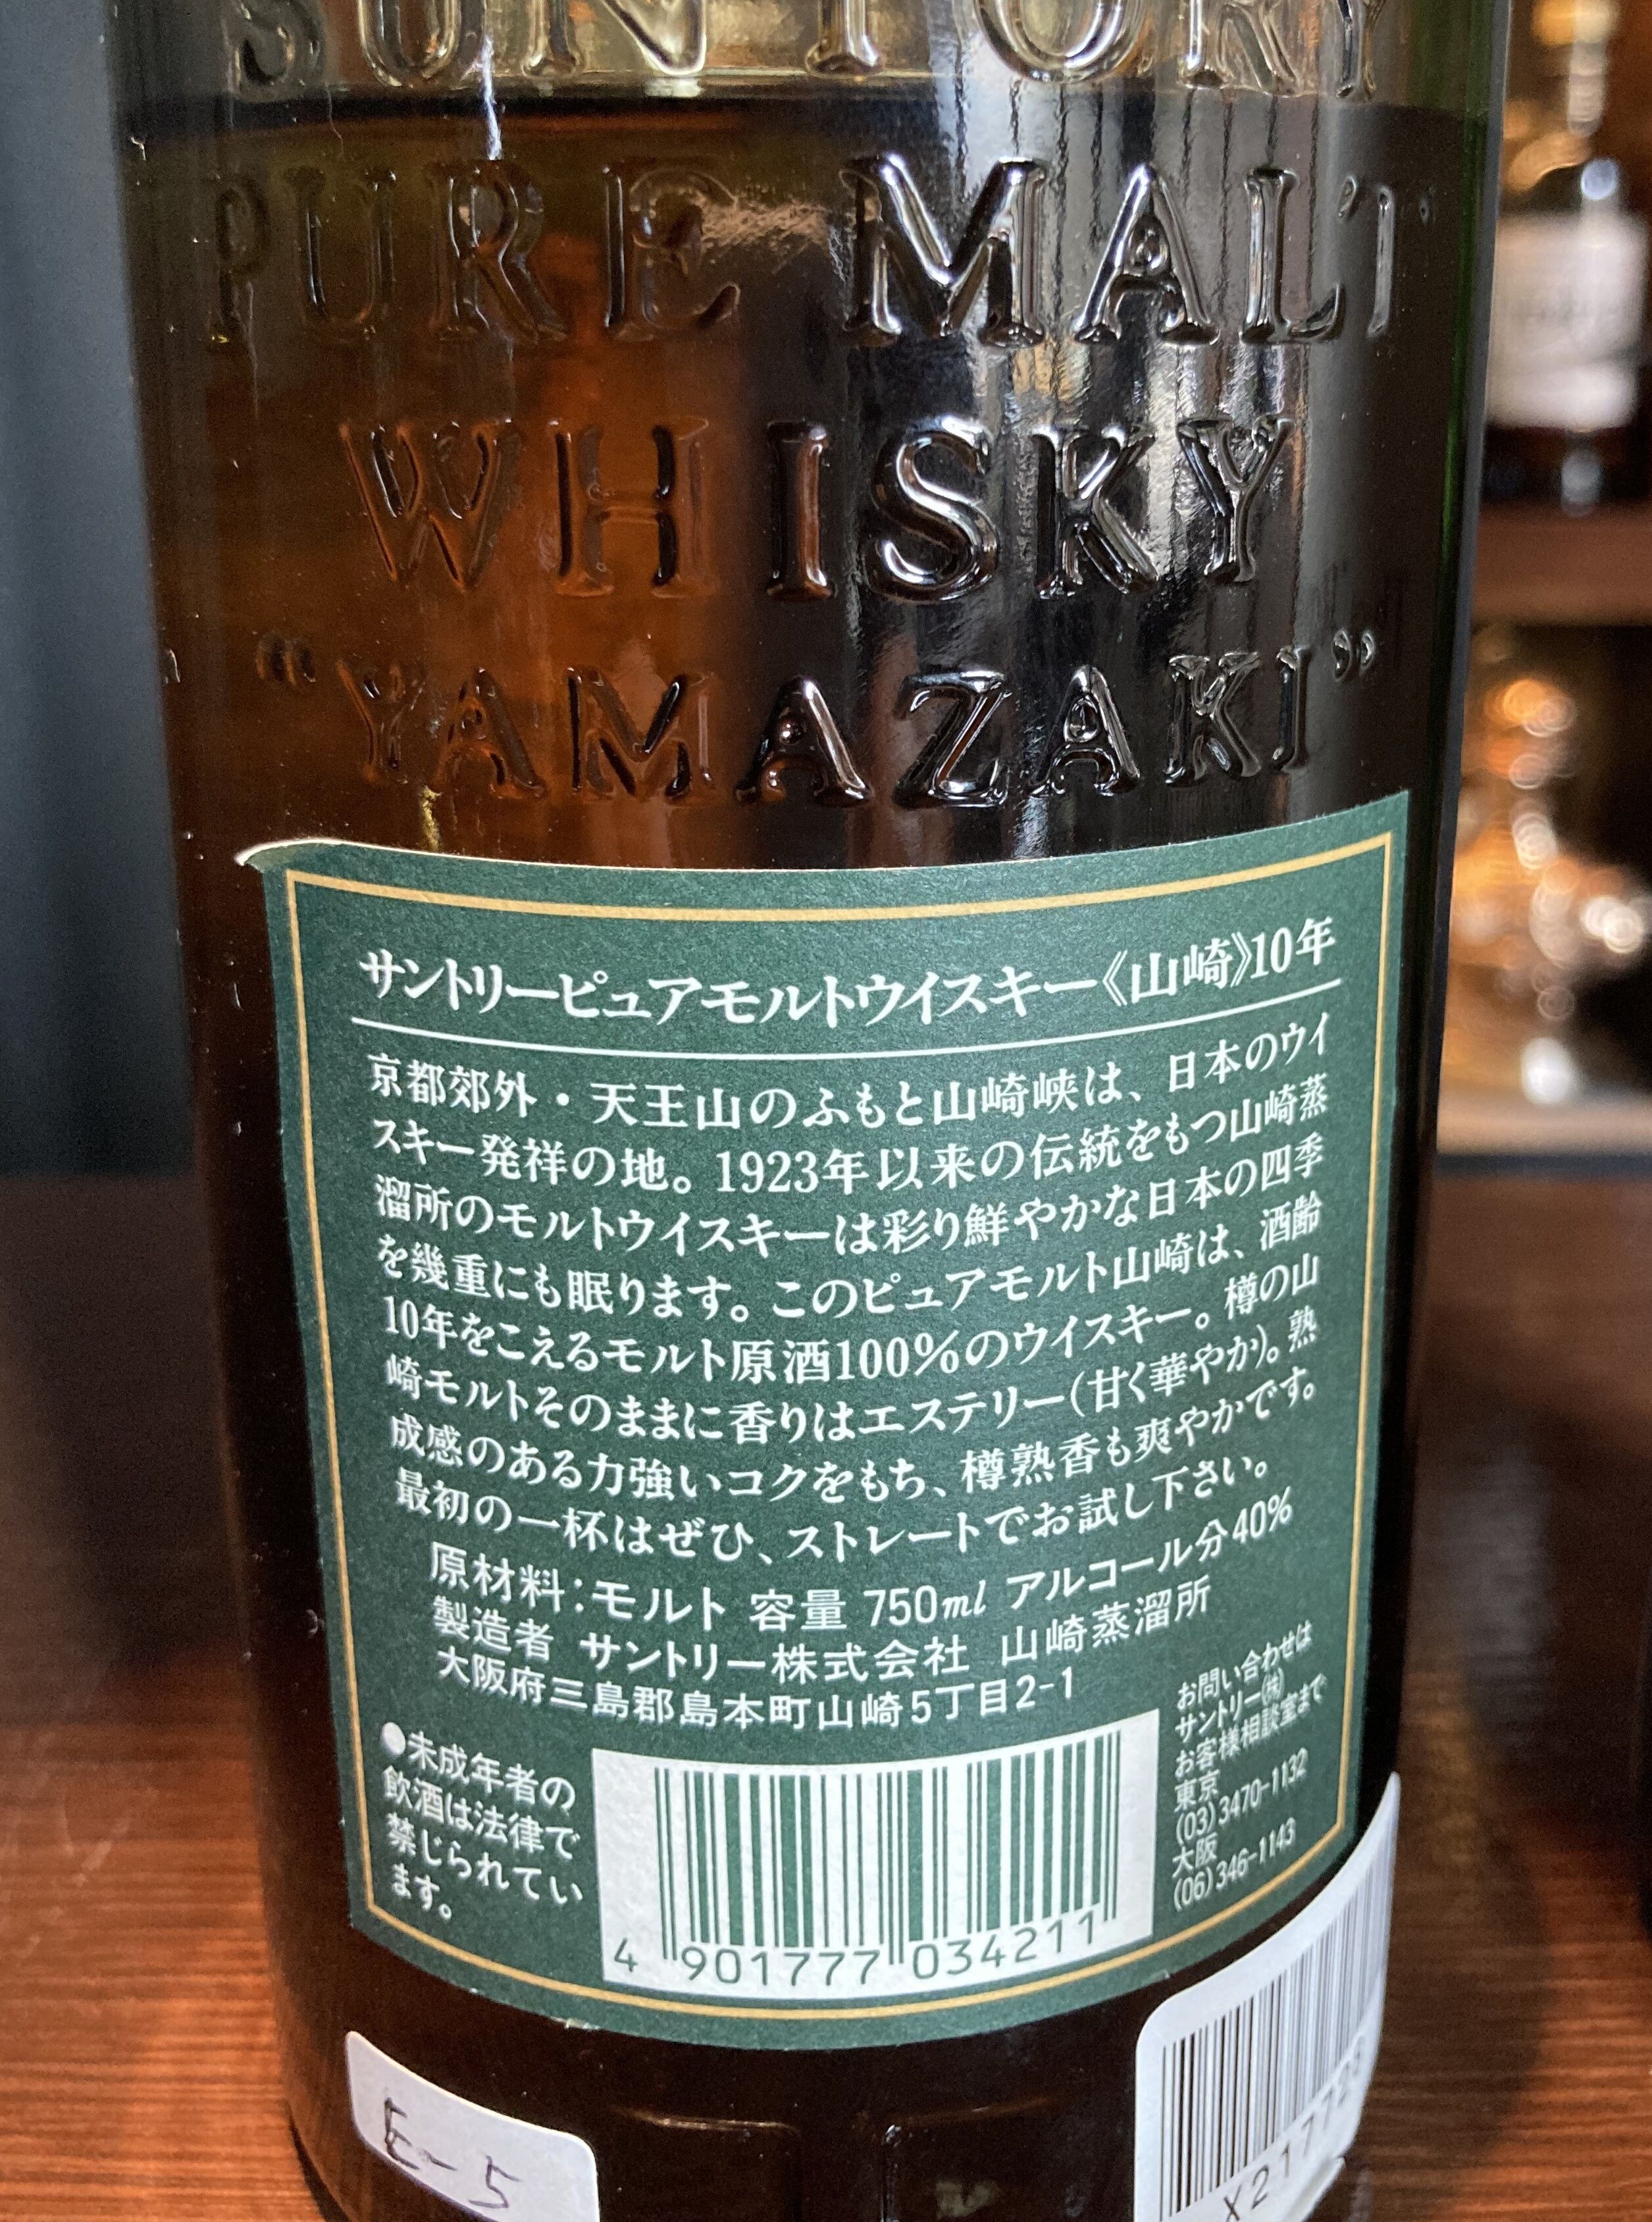 SUNTORY
PURE MALT
WHISKY
"YAMAZAKI"
サントリーピュアモルトウイスキー《山崎》10年
京都郊外・天王山のふもと山崎峡は、日本のウイ
スキー発祥の地。1923年以来の伝統をもつ山崎蒸
溜所のモルトウイスキーは彩り鮮やかな日本の四季
を幾重にも眠ります。このピュアモルト山崎は、酒齢
10年をこえるモルト原酒100%のウイスキー。樽の山
崎モルトそのままに香りはエステリー(甘く華やか)。熟
成感のある力強いコクをもち、樽熟香も爽やかです。
最初の一杯はぜひ、ストレートでお試し下さい。
原材料:モルト 容量 750ml アルコール分40%
製造者 サントリー株式会社 山崎蒸溜所
大阪府三島郡島本町山崎5丁目2-1
●未成年者の
飲酒は法律で
禁じられてい
ます。
4 901777 034211
お問い合わせは
サントリー㈱
お客様相談室まで
東京
(03)3470-1132
大阪
(06)346-1143
E-5